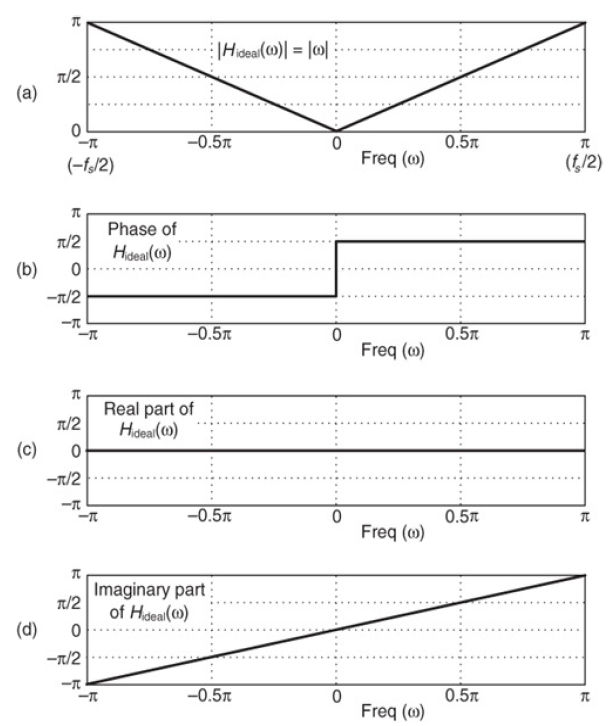 π
|H_ideal(ω)| = |ω|
(a)
π/2
0
−π
−0.5π
0
0.5π
π
(−f_s/2)
Freq (ω)
(f_s/2)
π
Phase of
π/2
H_ideal(ω)
(b)
0
−π/2
−π
−0.5π
0
0.5π
π
Freq (ω)
π
Real part of
π/2
H_ideal(ω)
(c)
0
−π/2
−π
−π
−0.5π
0
0.5π
π
Freq (ω)
π
Imaginary part
π/2
of H_ideal(ω)
(d)
0
−π/2
−π
−π
−0.5π
0
0.5π
π
Freq (ω)